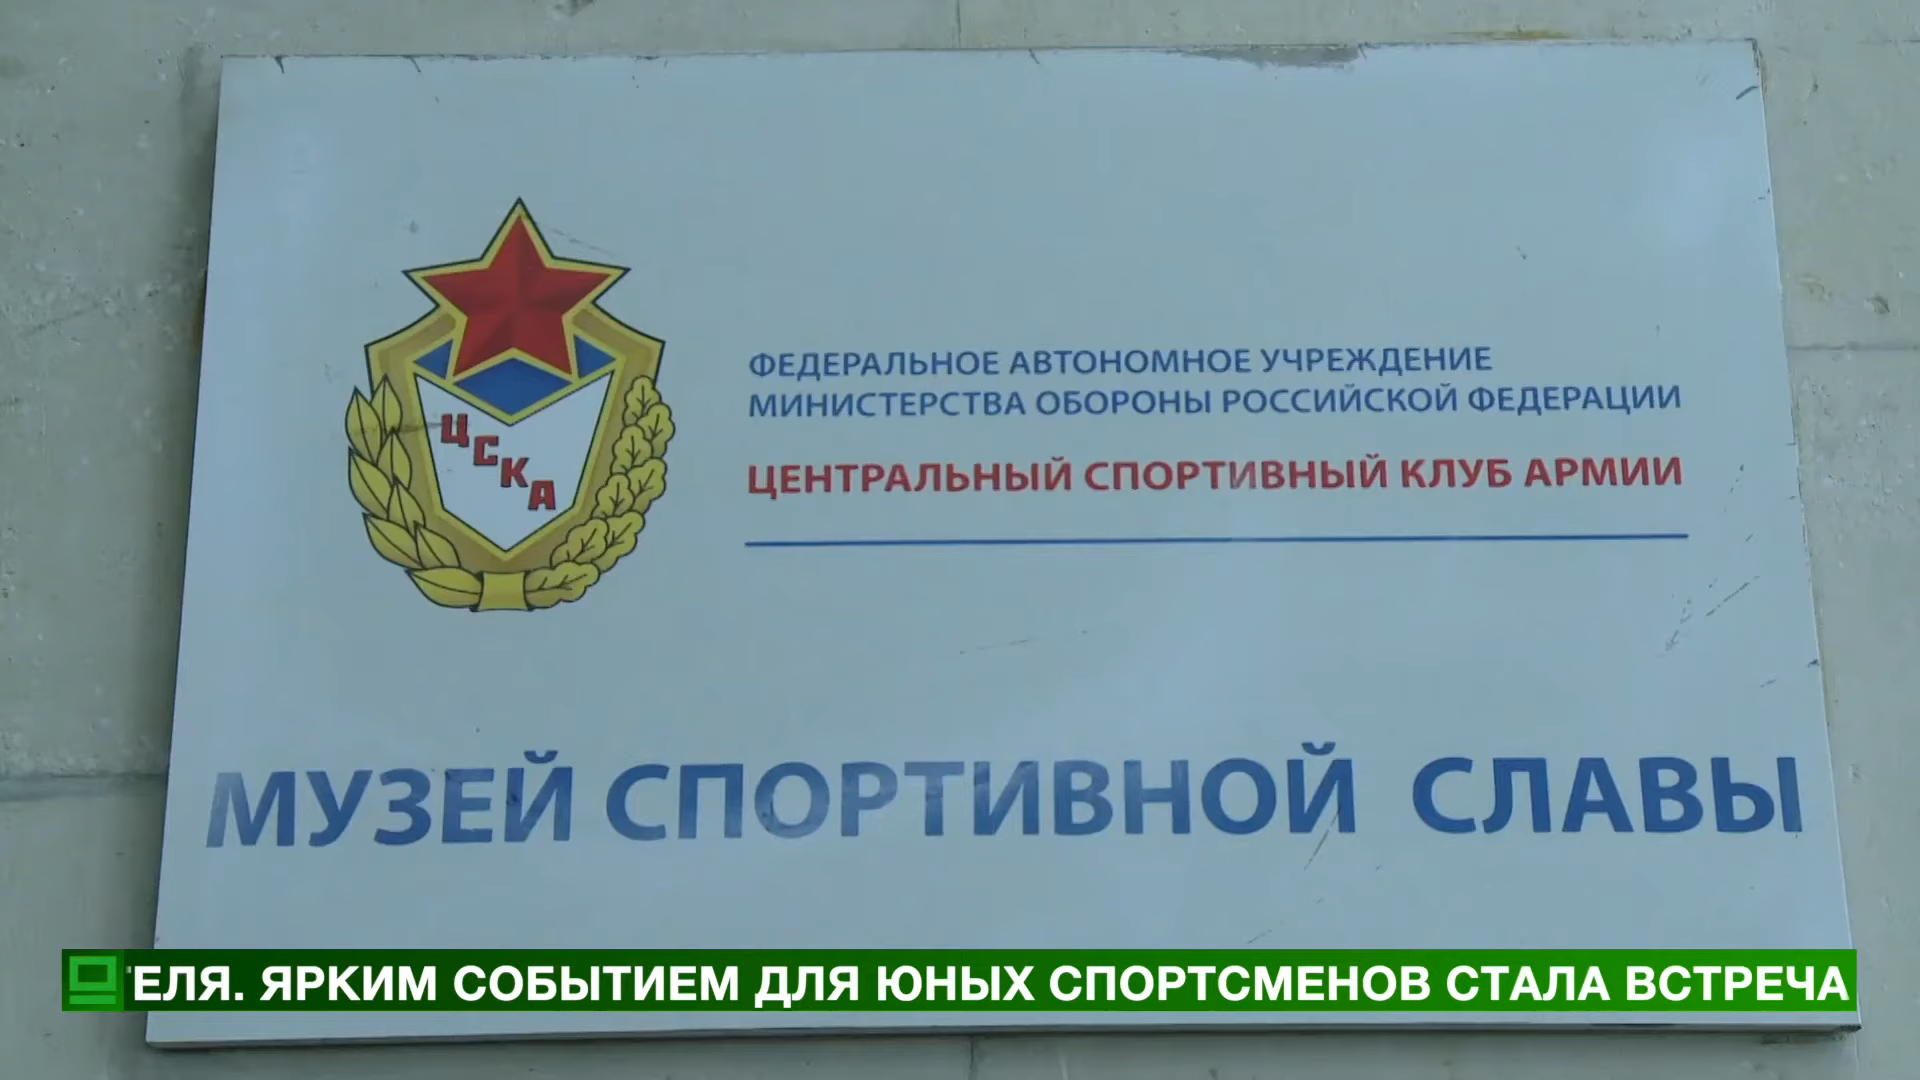 ЦСКА
ФЕДЕРАЛЬНОЕ АВТОНОМНОЕ УЧРЕЖДЕНИЕ
МИНИСТЕРСТВА ОБОРОНЫ РОССИЙСКОЙ ФЕДЕРАЦИИ
ЦЕНТРАЛЬНЫЙ СПОРТИВНЫЙ КЛУБ АРМИИ
МУЗЕЙ СПОРТИВНОЙ СЛАВЫ
ЕЛЯ. ЯРКИМ СОБЫТИЕМ ДЛЯ ЮНЫХ СПОРТСМЕНОВ СТАЛА ВСТРЕЧА